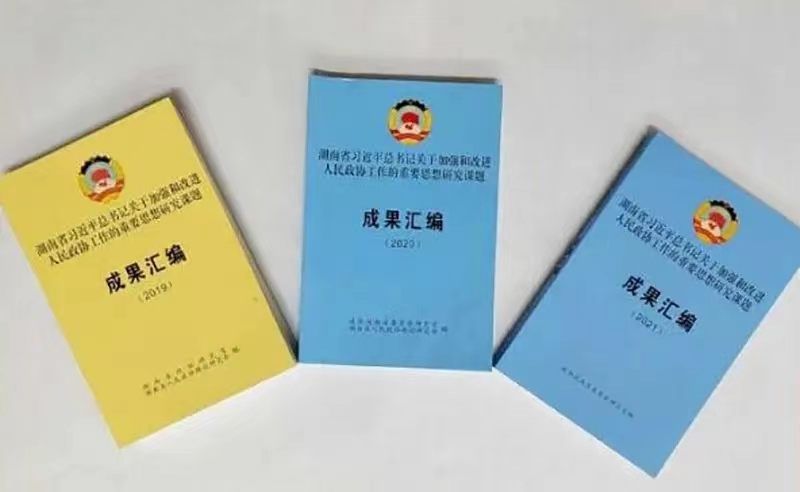 湖南省习近平总书记关于加强和改进
人民政协工作的重要思想研究课题
成果汇编
(2019)
湖南省习近平总书记关于加强和改进
人民政协工作的重要思想研究课题
成果汇编
(2020)
湖南省习近平总书记关于加强和改进
人民政协工作的重要思想研究课题
成果汇编
(2021)